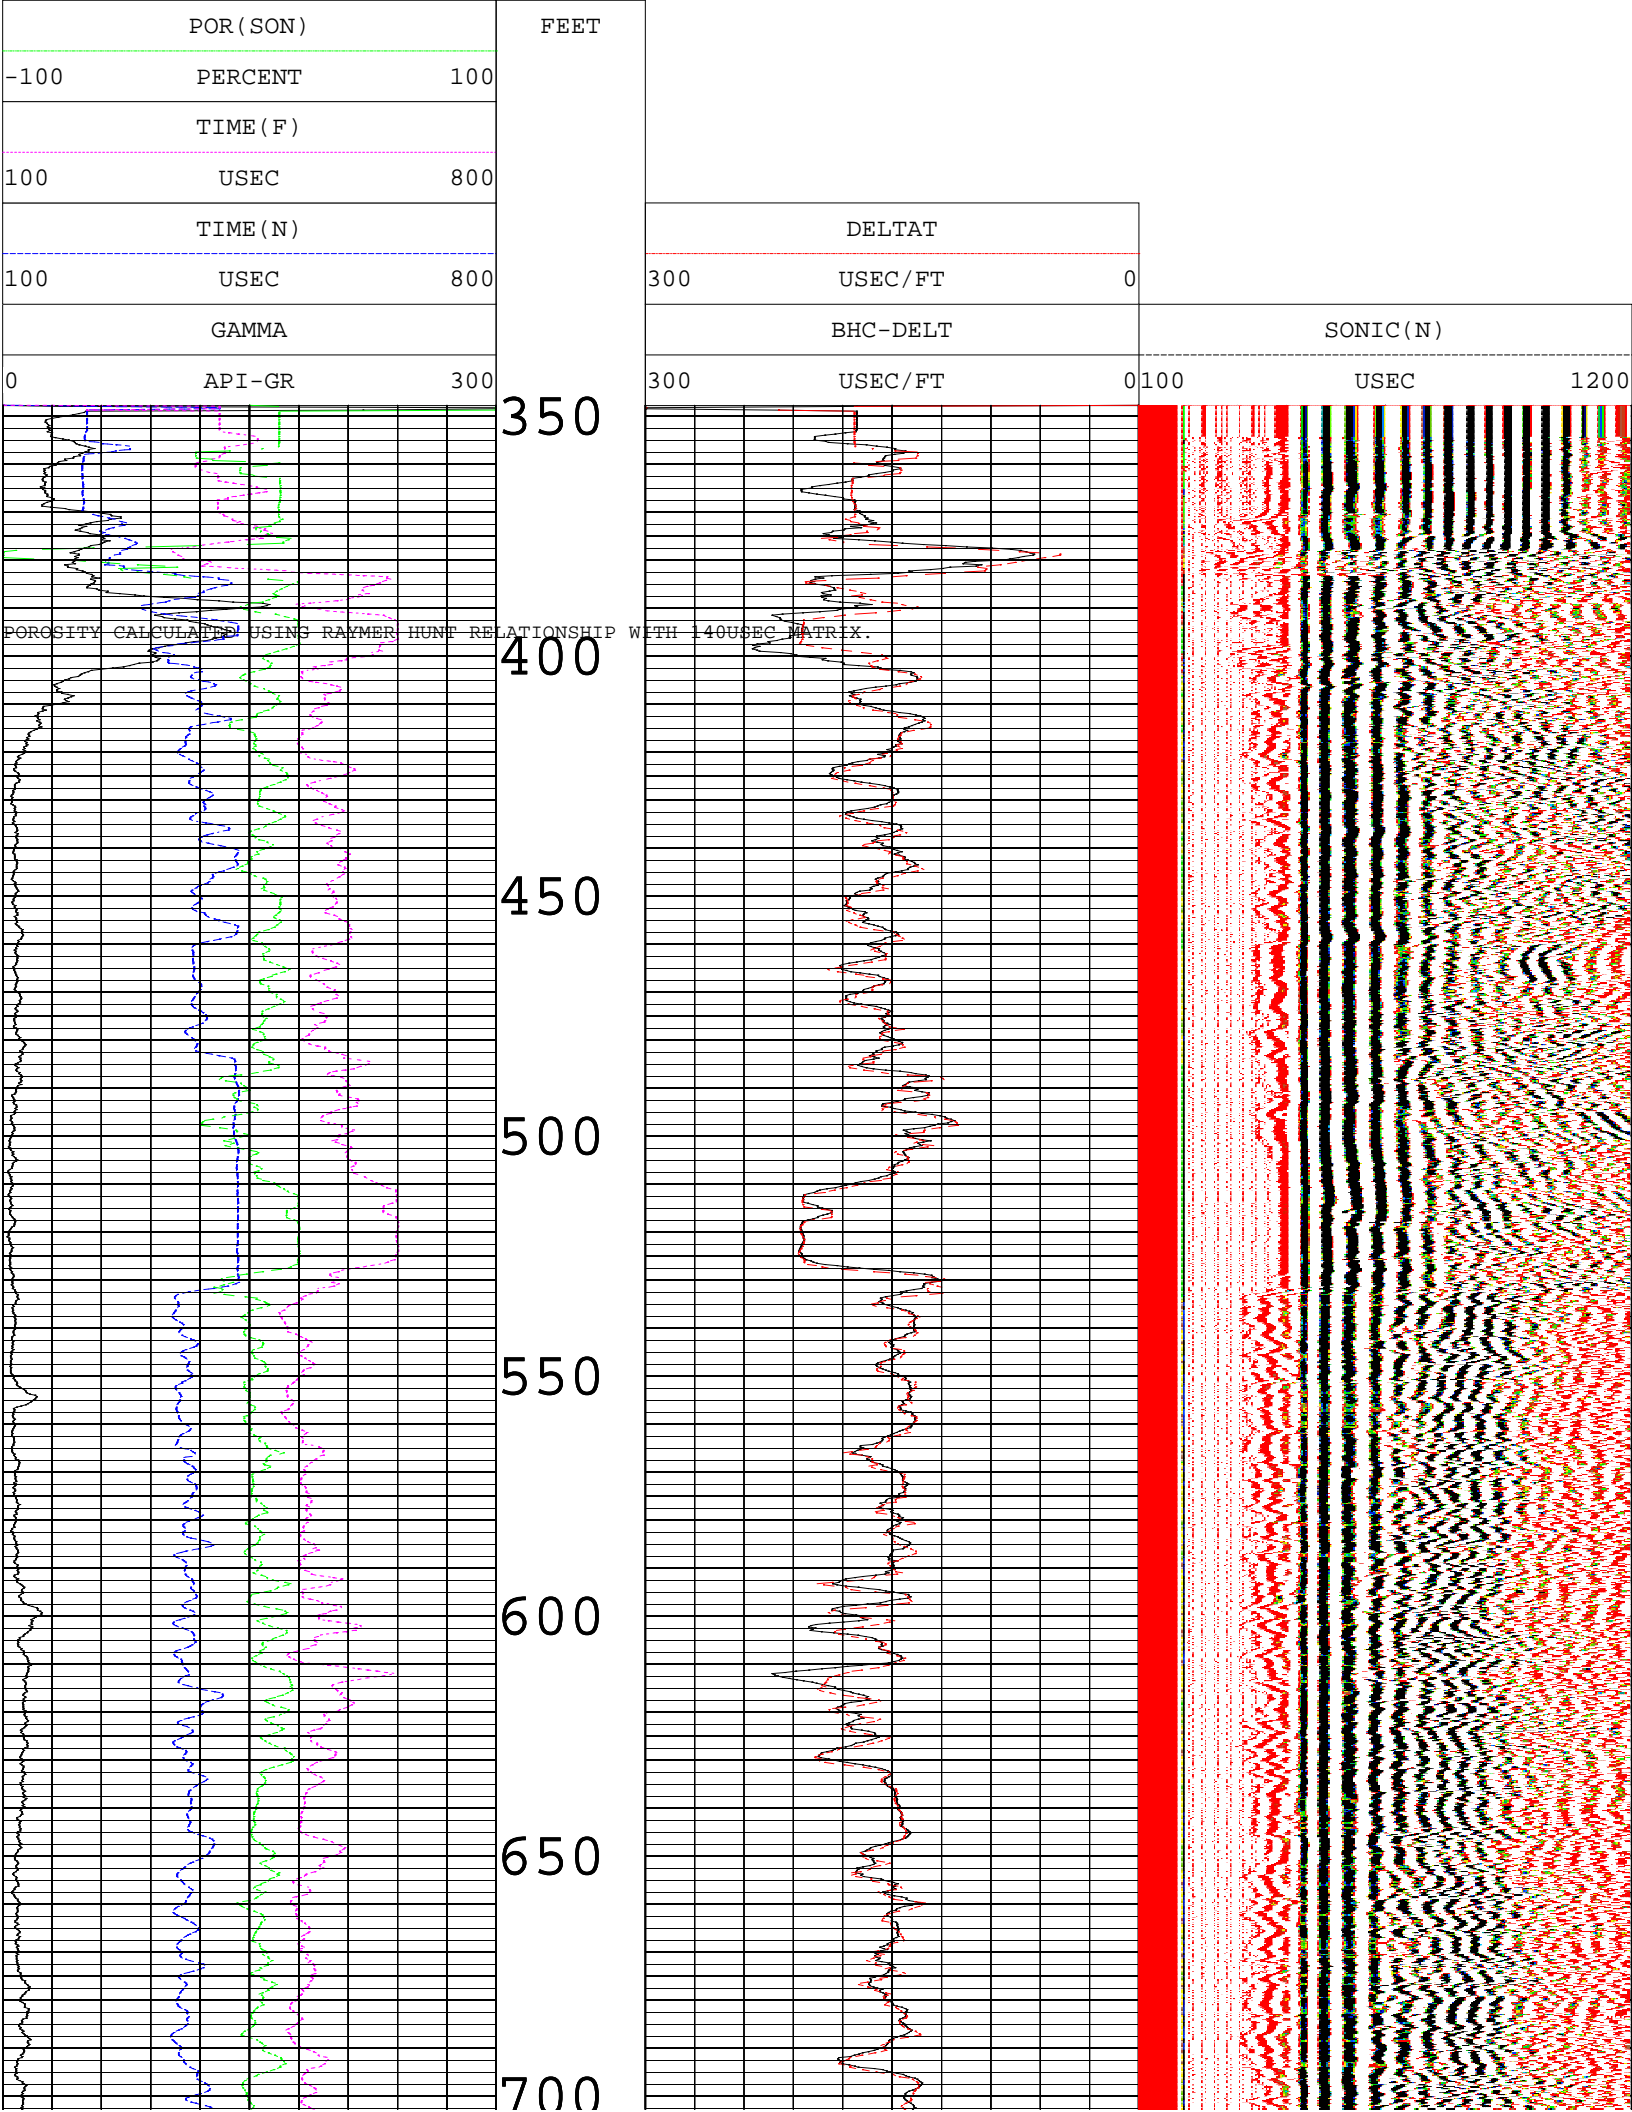 POR(SON)
-100 PERCENT 100
TIME(F)
100 USEC 800
TIME(N)
100 USEC 800
GAMMA
0 API-GR 300
FEET
DELTAT
300 USEC/FT 0
BHC-DELT
300 USEC/FT 0
SONIC(N)
100 USEC 1200
350
POROSITY CALCULATED USING RAYMER HUNT RELATIONSHIP WITH 140USEC MATRIX.
400
450
500
550
600
650
700